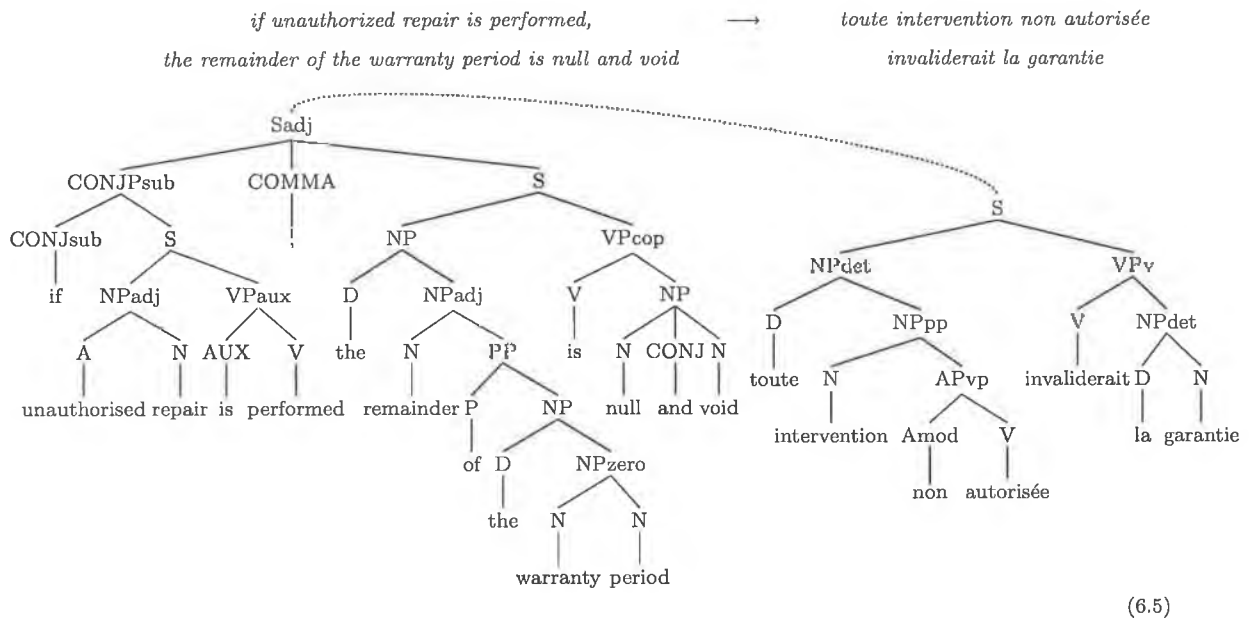 if unauthorized repair is performed, → toute intervention non autorisée
the remainder of the warranty period is null and void invaliderait la garantie
Sadj
CONJPsub COMMA S S
CONJsub S , NP VPcop NPdet VPv
if NPadj VPaux D NPadj V NP D NPpp V NPdet
A N AUX V the N PP is N CONJ N toute N APvp invaliderait D N
unauthorised repair is performed remainder P NP null and void intervention Amod V la garantie
of D NPzero non autorisée
the N N
warranty period
(6.5)